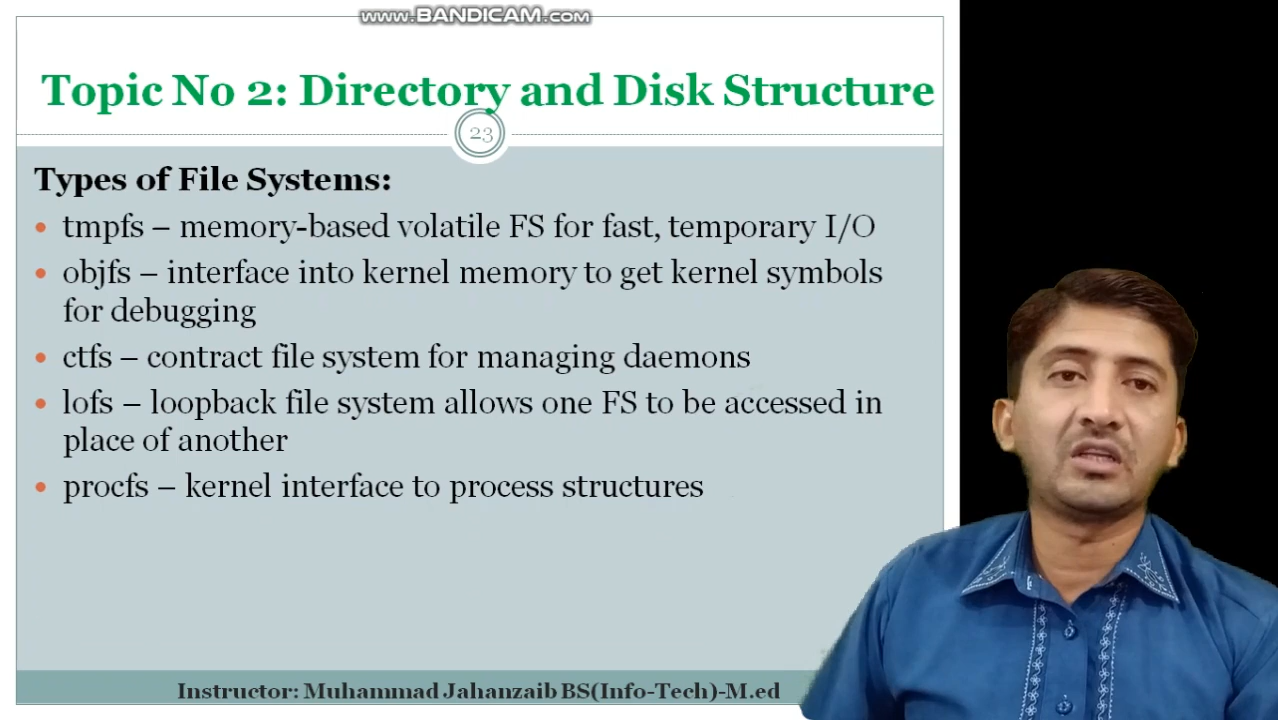 www.BANDICAM.com
Topic No 2: Directory and Disk Structure
23
Types of File Systems:
• tmpfs – memory-based volatile FS for fast, temporary I/O
• objfs – interface into kernel memory to get kernel symbols
for debugging
• ctfs – contract file system for managing daemons
• lofs – loopback file system allows one FS to be accessed in
place of another
• procfs – kernel interface to process structures
Instructor: Muhammad Jahanzaib BS(Info-Tech)-M.ed